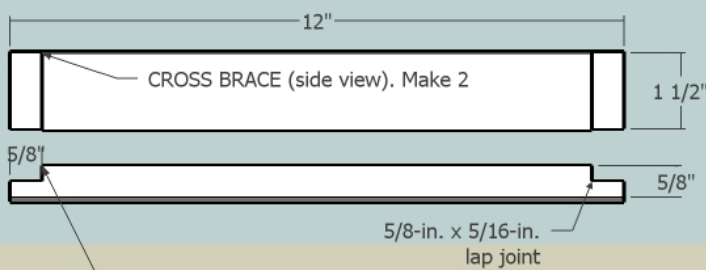 12"
CROSS BRACE (side view). Make 2
1 1/2"
5/8"
5/8"
5/8-in. x 5/16-in.
lap joint